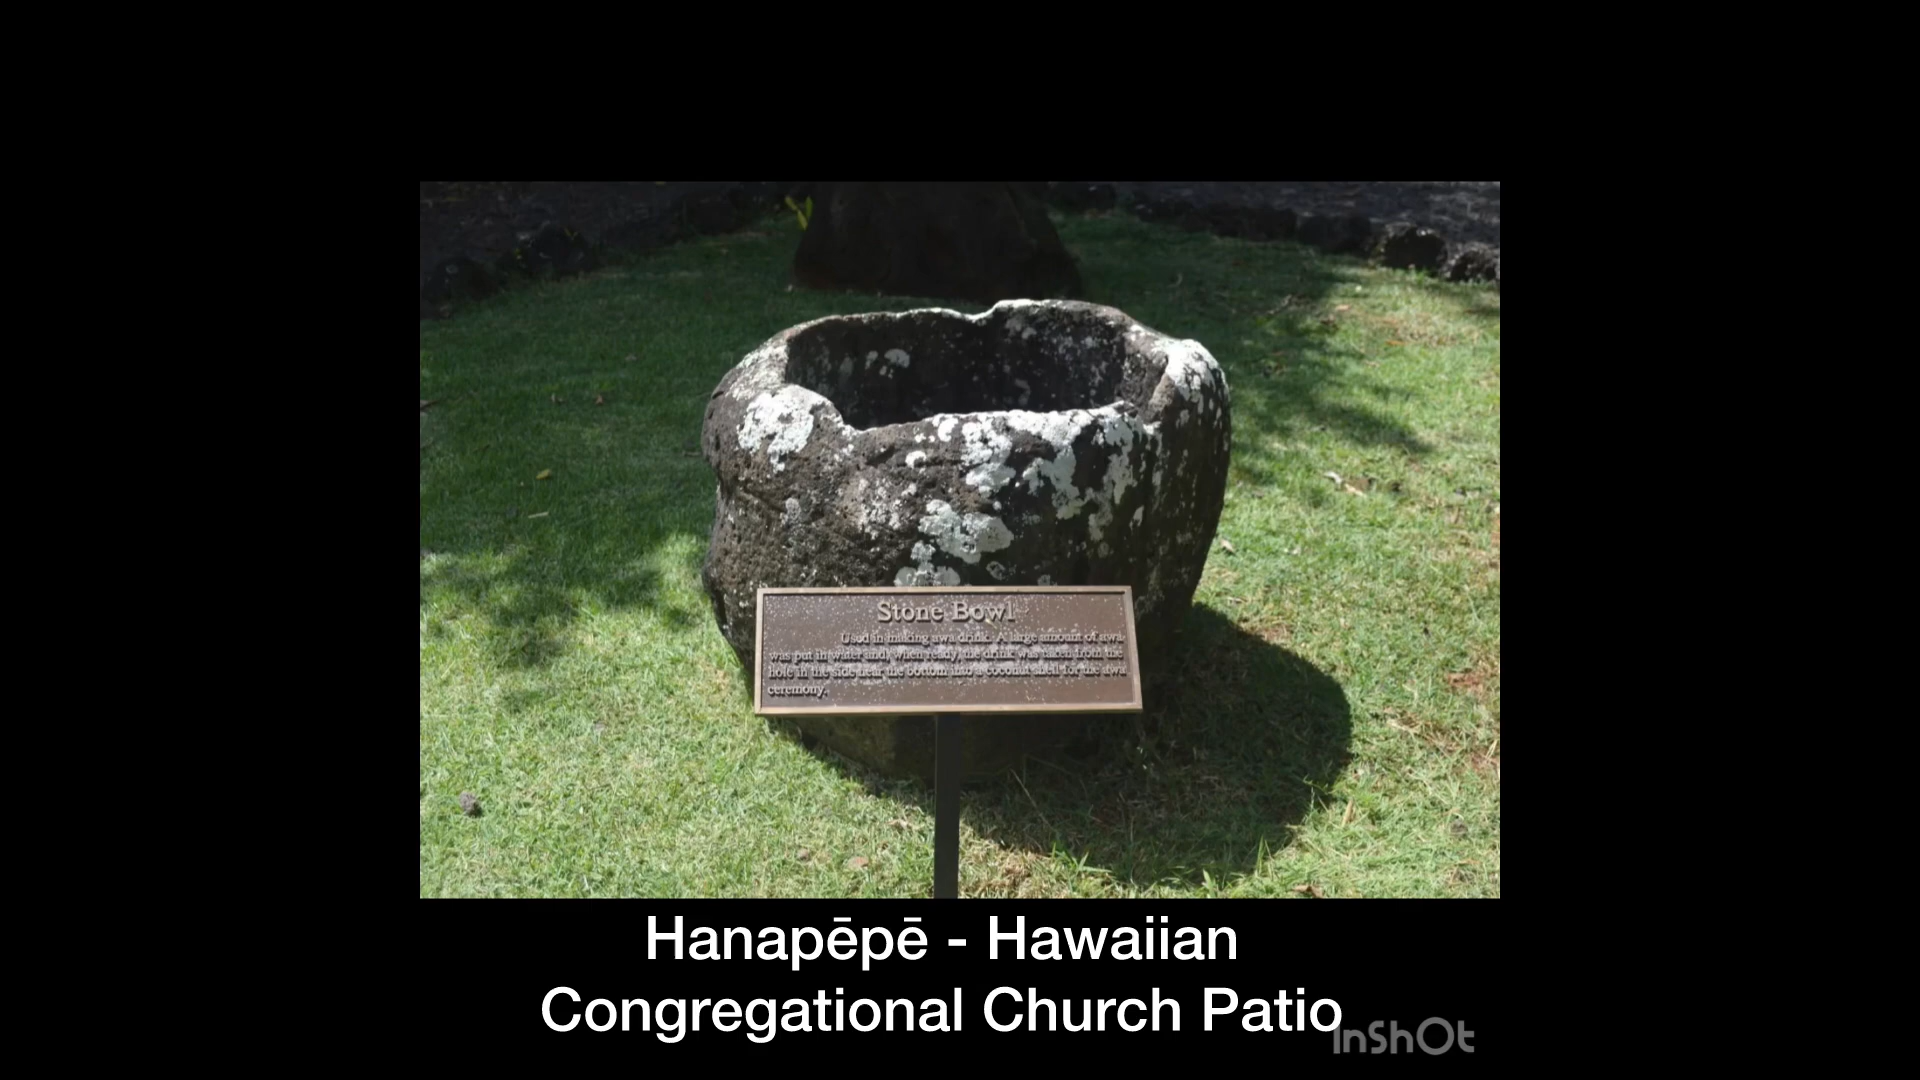 Stone Bowl
Used in making awa drink. A large amount of awa
was put in water and, when ready, the drink was taken from the
hole in the side near the bottom into a coconut shell for the awa
ceremony.
Hanapēpē - Hawaiian
Congregational Church Patio
InShOt